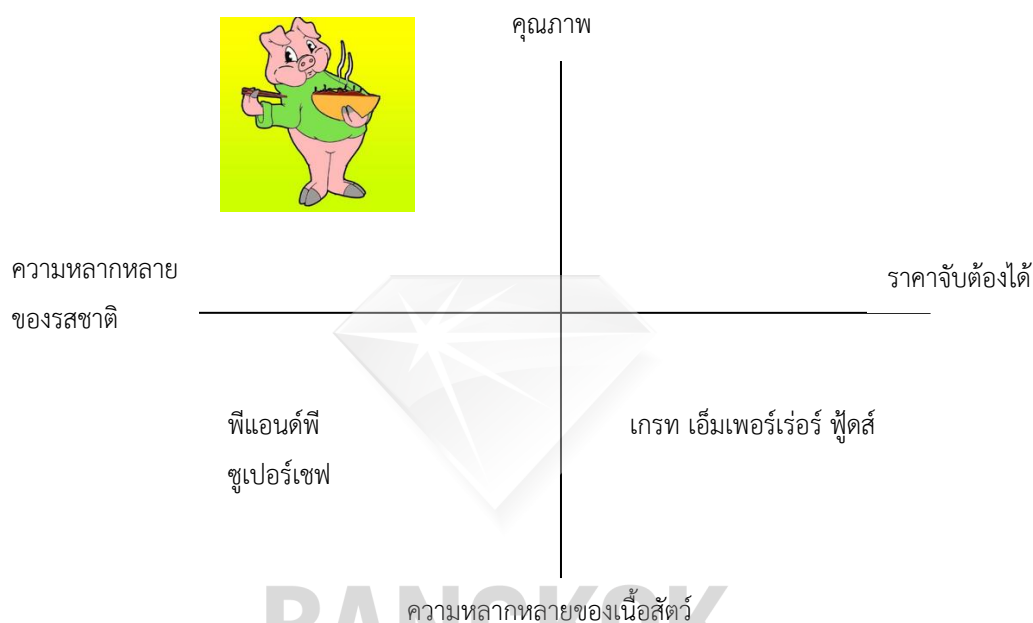 คุณภาพ
ความหลากหลาย
ของรสชาติ
ราคาจับต้องได้
พีแอนด์พี
ซูเปอร์เชฟ
เกรท เอ็มเพอร์เร่อร์ ฟู้ดส์
ความหลากหลายของเนื้อสัตว์
BANGKOK